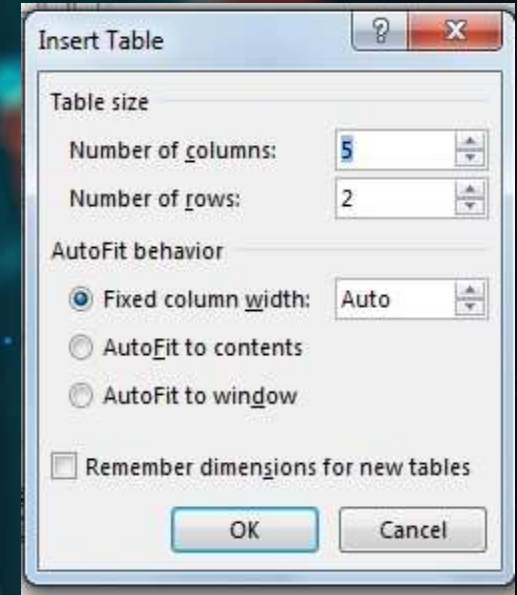 Insert Table
?
X
Table size
Number of columns: 5
Number of rows: 2
AutoFit behavior
Fixed column width: Auto
AutoFit to contents
AutoFit to window
Remember dimensions for new tables
OK Cancel